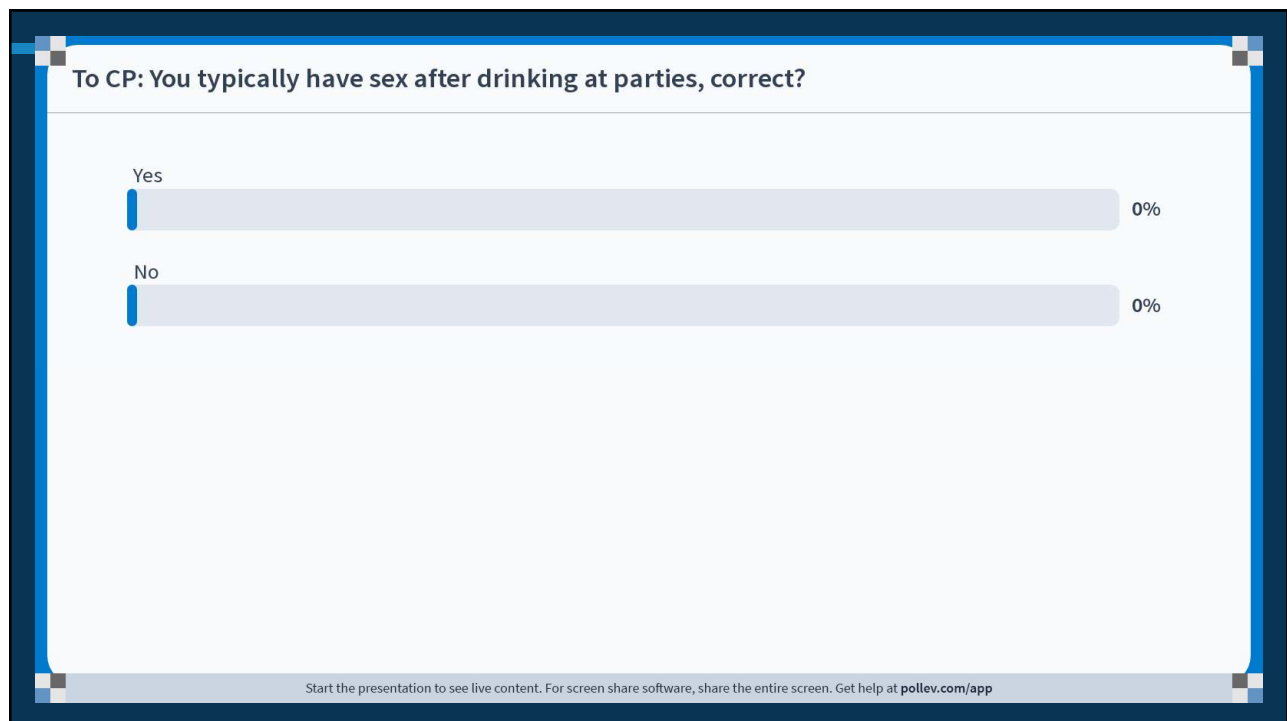 To CP: You typically have sex after drinking at parties, correct?
Yes
0%
No
0%
Start the presentation to see live content. For screen share software, share the entire screen. Get help at pollev.com/app